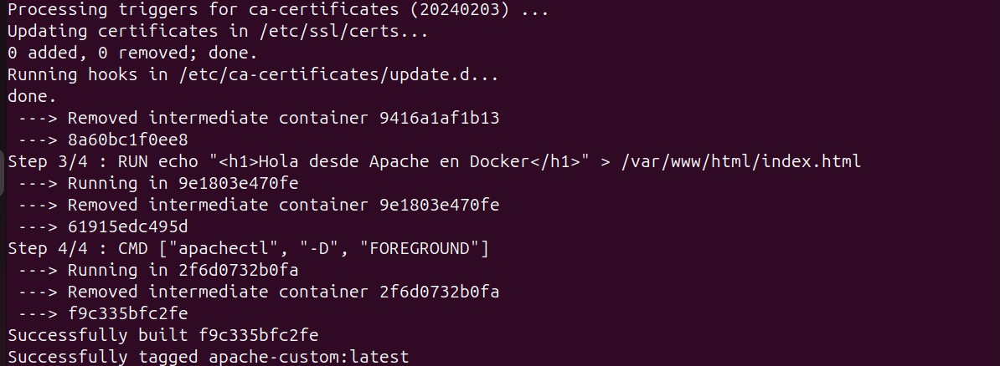 Processing triggers for ca-certificates (20240203) ...
Updating certificates in /etc/ssl/certs...
0 added, 0 removed; done.
Running hooks in /etc/ca-certificates/update.d...
done.
 ---> Removed intermediate container 9416a1af1b13
 ---> 8a60bc1f0ee8
Step 3/4 : RUN echo "<h1>Hola desde Apache en Docker</h1>" > /var/www/html/index.html
 ---> Running in 9e1803e470fe
 ---> Removed intermediate container 9e1803e470fe
 ---> 61915edc495d
Step 4/4 : CMD ["apachectl", "-D", "FOREGROUND"]
 ---> Running in 2f6d0732b0fa
 ---> Removed intermediate container 2f6d0732b0fa
 ---> f9c335bfc2fe
Successfully built f9c335bfc2fe
Successfully tagged apache-custom:latest